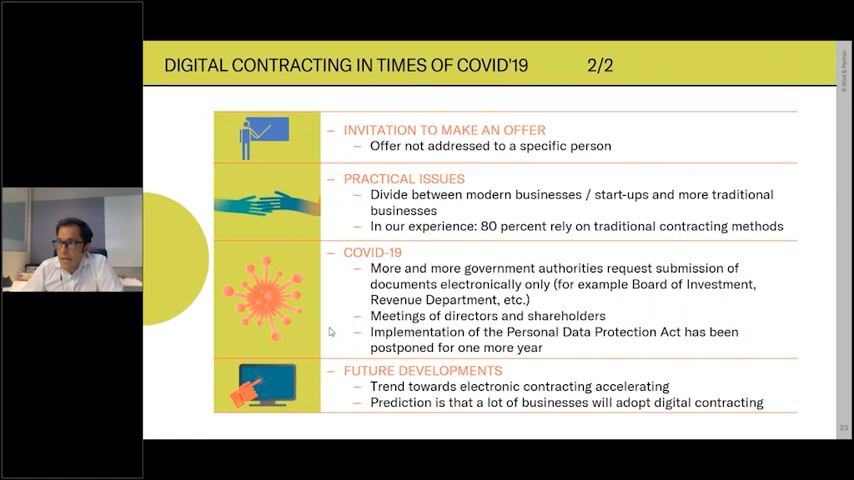 DIGITAL CONTRACTING IN TIMES OF COVID'19 2/2
© Rödl & Partner
– INVITATION TO MAKE AN OFFER
– Offer not addressed to a specific person
– PRACTICAL ISSUES
– Divide between modern businesses / start-ups and more traditional
businesses
– In our experience: 80 percent rely on traditional contracting methods
– COVID-19
– More and more government authorities request submission of
documents electronically only (for example Board of Investment,
Revenue Department, etc.)
– Meetings of directors and shareholders
– Implementation of the Personal Data Protection Act has been
postponed for one more year
– FUTURE DEVELOPMENTS
– Trend towards electronic contracting accelerating
– Prediction is that a lot of businesses will adopt digital contracting
23